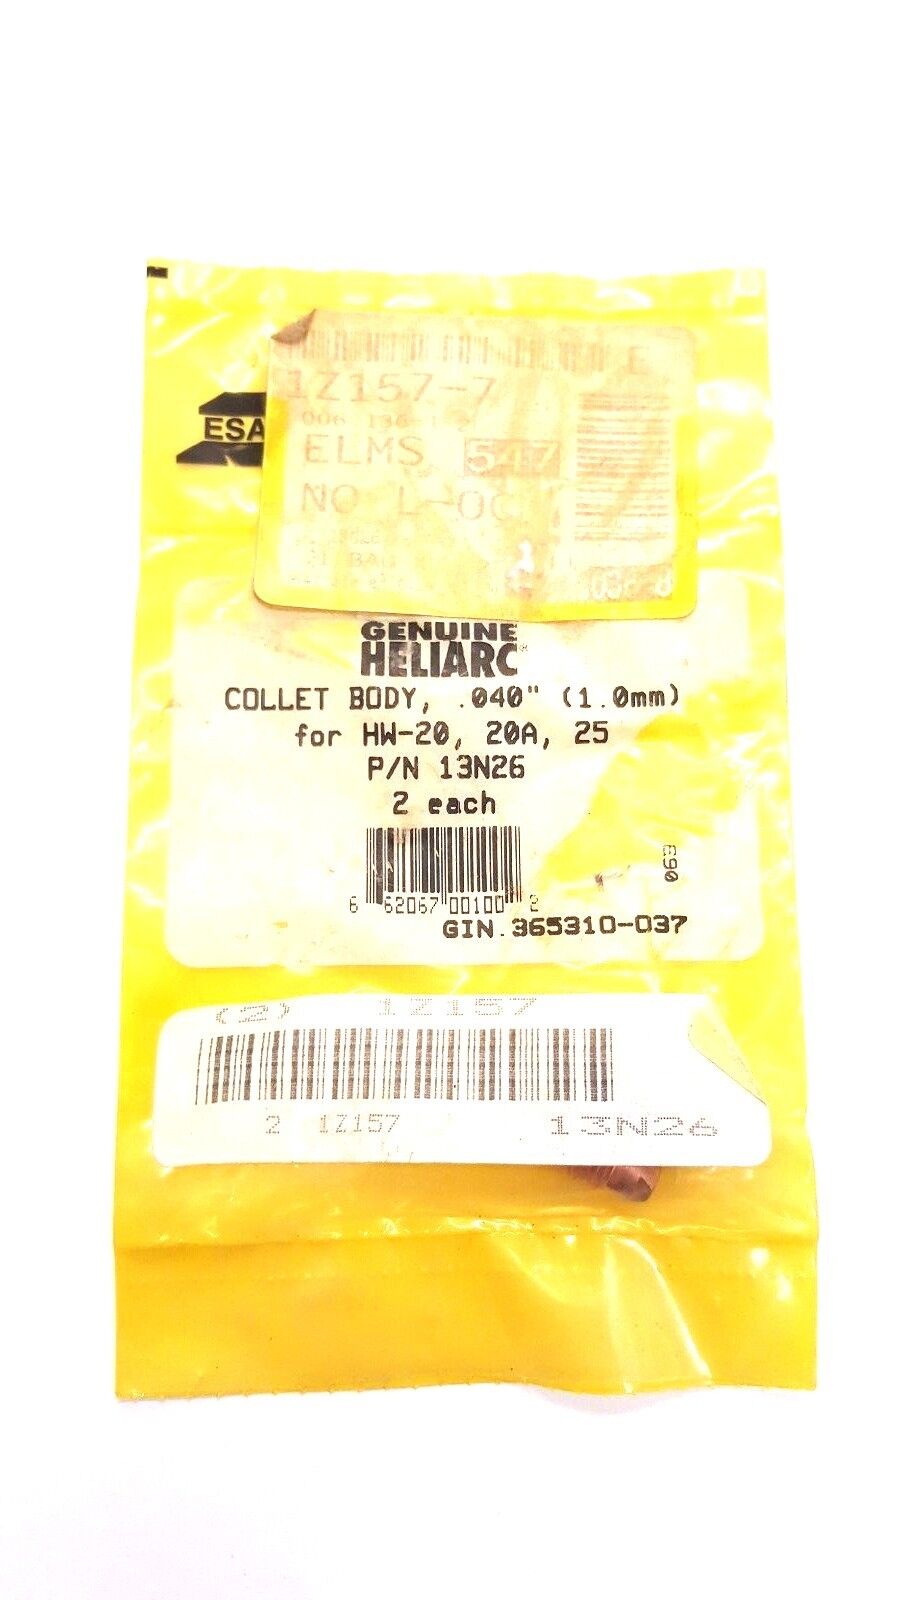 ESA
E
1Z157-7
ELMS 547
NO L-OC
GENUINE
HELIARC®
COLLET BODY, .040" (1.0mm)
for HW-20, 20A, 25
P/N 13N26
2 each
E90
6 62067 00100 2
GIN.365310-037
(2) 1Z157
2 1Z157 13N26